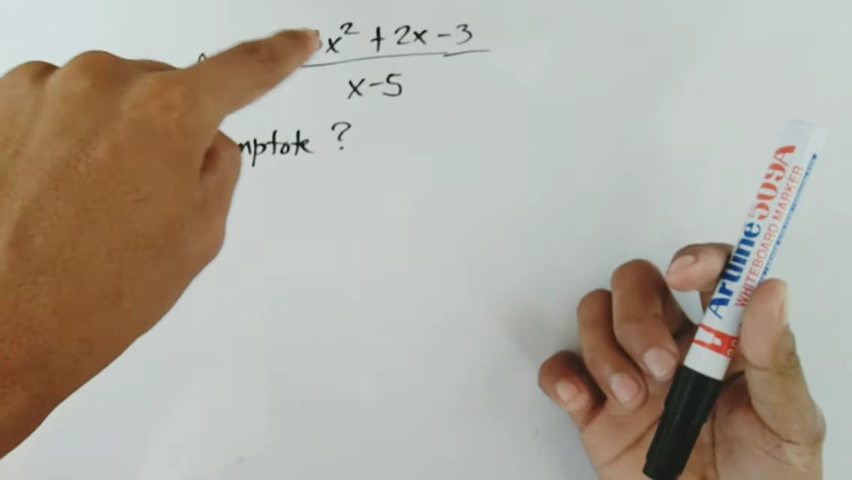 x² + 2x - 3
x - 5
mptote ?
Artline 509A
WHITEBOARD MARKER